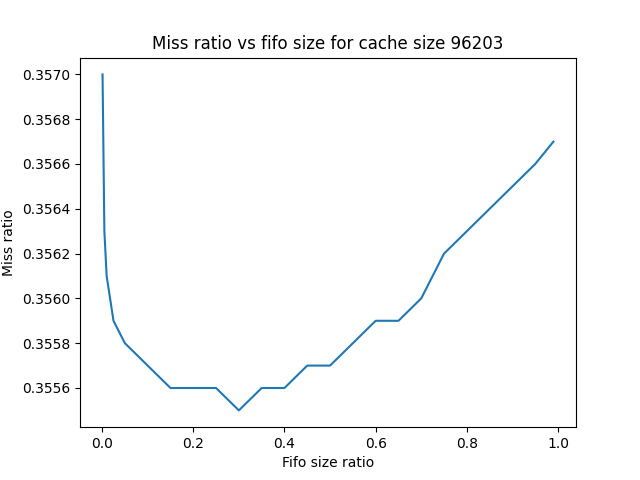 Miss ratio vs fifo size for cache size 96203
0.3570
0.3568
0.3566
0.3564
0.3562
0.3560
0.3558
0.3556
Miss ratio
0.0 0.2 0.4 0.6 0.8 1.0
Fifo size ratio